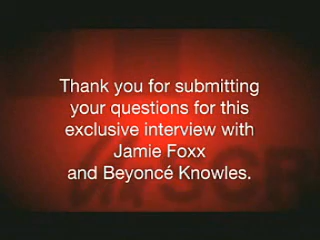 Thank you for submitting
your questions for this
exclusive interview with
Jamie Foxx
and Beyoncé Knowles.